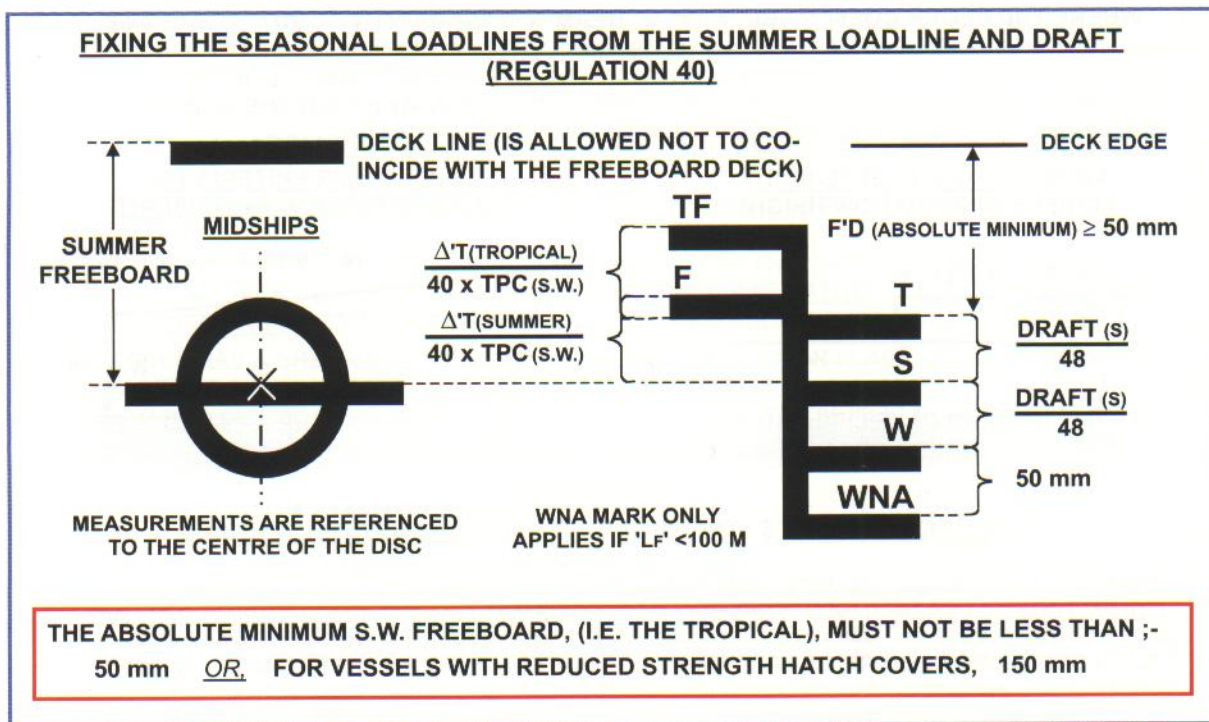 FIXING THE SEASONAL LOADLINES FROM THE SUMMER LOADLINE AND DRAFT
(REGULATION 40)
DECK LINE (IS ALLOWED NOT TO CO-
INCIDE WITH THE FREEBOARD DECK)
DECK EDGE
SUMMER
FREEBOARD
MIDSHIPS
TF
F'D (ABSOLUTE MINIMUM) ≥ 50 mm
Δ'T(TROPICAL)
40 x TPC (S.W.)
F
T
Δ'T(SUMMER)
40 x TPC (S.W.)
S
DRAFT (S)
48
W
DRAFT (S)
48
WNA
50 mm
MEASUREMENTS ARE REFERENCED
TO THE CENTRE OF THE DISC
WNA MARK ONLY
APPLIES IF 'LF' <100 M
THE ABSOLUTE MINIMUM S.W. FREEBOARD, (I.E. THE TROPICAL), MUST NOT BE LESS THAN ;-
50 mm OR, FOR VESSELS WITH REDUCED STRENGTH HATCH COVERS, 150 mm